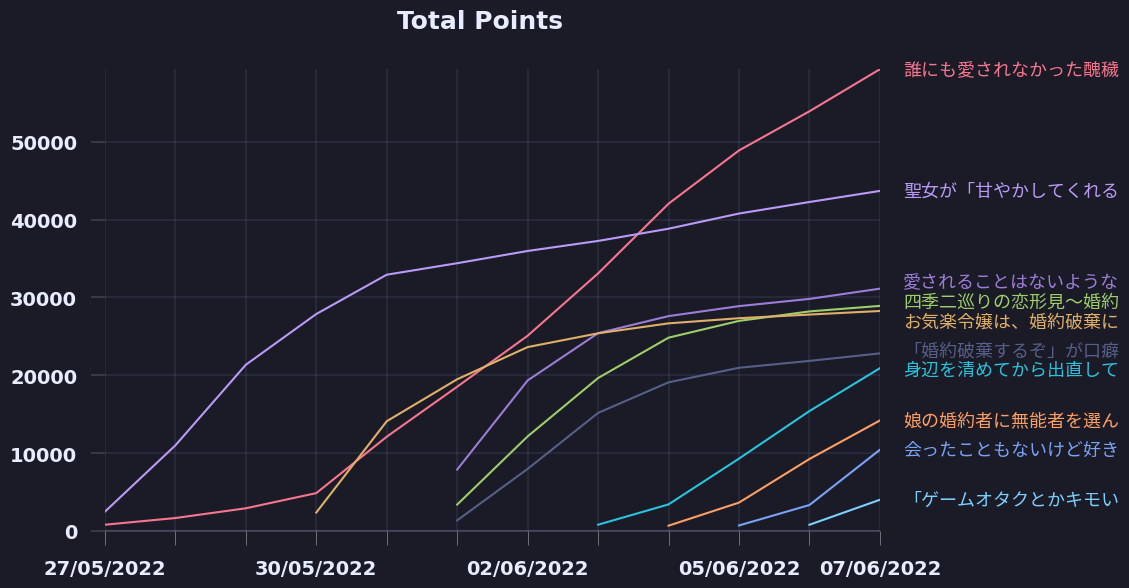 Total Points
誰にも愛されなかった醜穢
50000
聖女が「甘やかしてくれる
40000
愛されることはないような
30000
四季二巡りの恋形見～婚約
お気楽令嬢は、婚約破棄に
「婚約破棄するぞ」が口癖
20000
身辺を清めてから出直して
娘の婚約者に無能者を選ん
10000
会ったこともないけど好き
「ゲームオタクとかキモい
0
27/05/2022 30/05/2022 02/06/2022 05/06/2022 07/06/2022